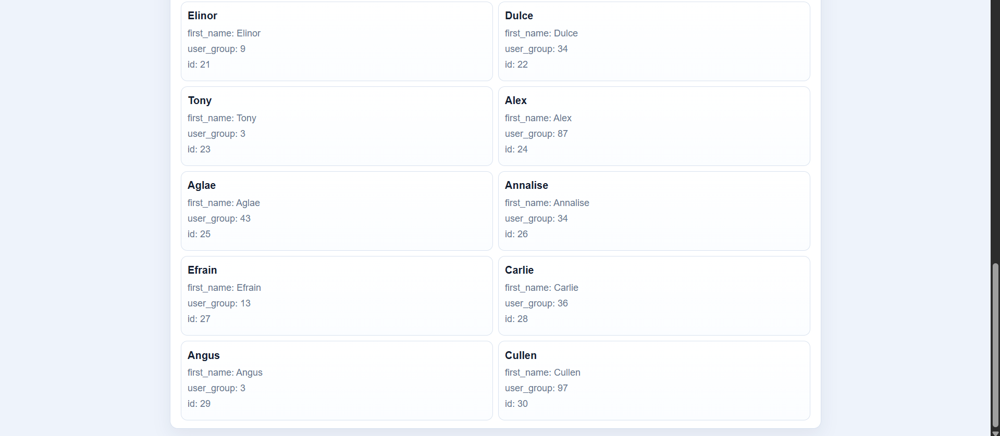 Elinor
first_name: Elinor
user_group: 9
id: 21
Dulce
first_name: Dulce
user_group: 34
id: 22
Tony
first_name: Tony
user_group: 3
id: 23
Alex
first_name: Alex
user_group: 87
id: 24
Aglae
first_name: Aglae
user_group: 43
id: 25
Annalise
first_name: Annalise
user_group: 34
id: 26
Efrain
first_name: Efrain
user_group: 13
id: 27
Carlie
first_name: Carlie
user_group: 36
id: 28
Angus
first_name: Angus
user_group: 3
id: 29
Cullen
first_name: Cullen
user_group: 97
id: 30